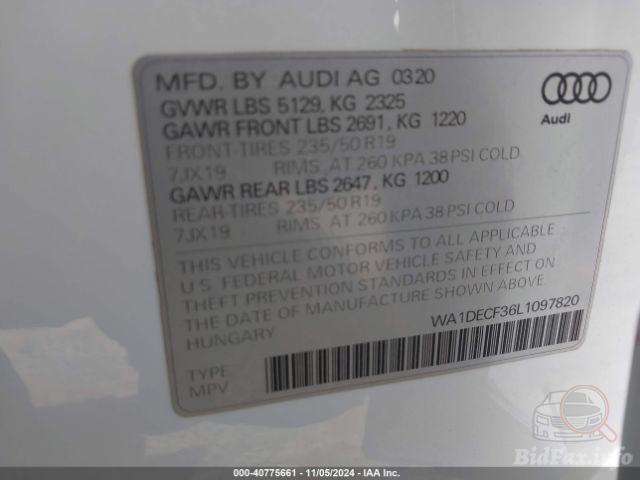 MFD. BY AUDI AG 0320
GVWR LBS 5129, KG 2325
GAWR FRONT LBS 2691, KG 1220
FRONT-TIRES 235/50 R19
7JX19 RIMS, AT 260 KPA 38 PSI COLD
GAWR REAR LBS 2647, KG 1200
REAR-TIRES 235/50 R19
7JX19 RIMS, AT 260 KPA 38 PSI COLD
Audi
THIS VEHICLE CONFORMS TO ALL APPLICABLE
U S FEDERAL MOTOR VEHICLE SAFETY AND
THEFT PREVENTION STANDARDS IN EFFECT ON
THE DATE OF MANUFACTURE SHOWN ABOVE
HUNGARY
WA1DECF36L1097820
TYPE
MPV
BidFax.info
000-40775661 - 11/05/2024 - IAA Inc.